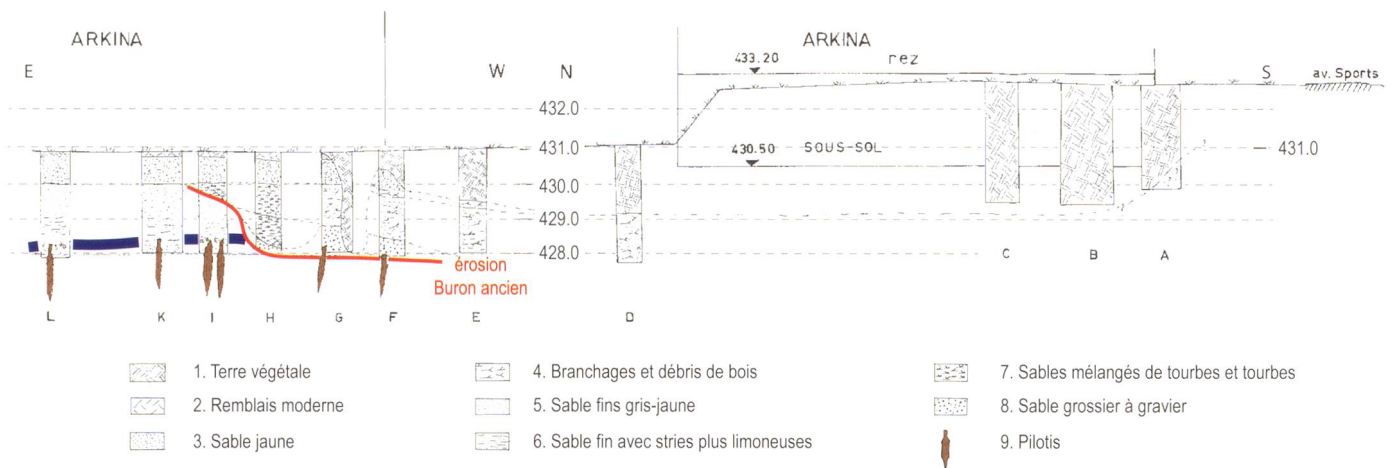 ARKINA
ARKINA
433.20
rez
E
W
N
S
av. Sports
432.0
431.0
430.50
SOUS-SOL
431.0
430.0
429.0
428.0
érosion
Buron ancien
C
B
A
L
K
I
H
G
F
E
D
1. Terre végétale
4. Branchages et débris de bois
7. Sables mélangés de tourbes et tourbes
2. Remblais moderne
5. Sable fins gris-jaune
8. Sable grossier à gravier
3. Sable jaune
6. Sable fin avec stries plus limoneuses
9. Pilotis